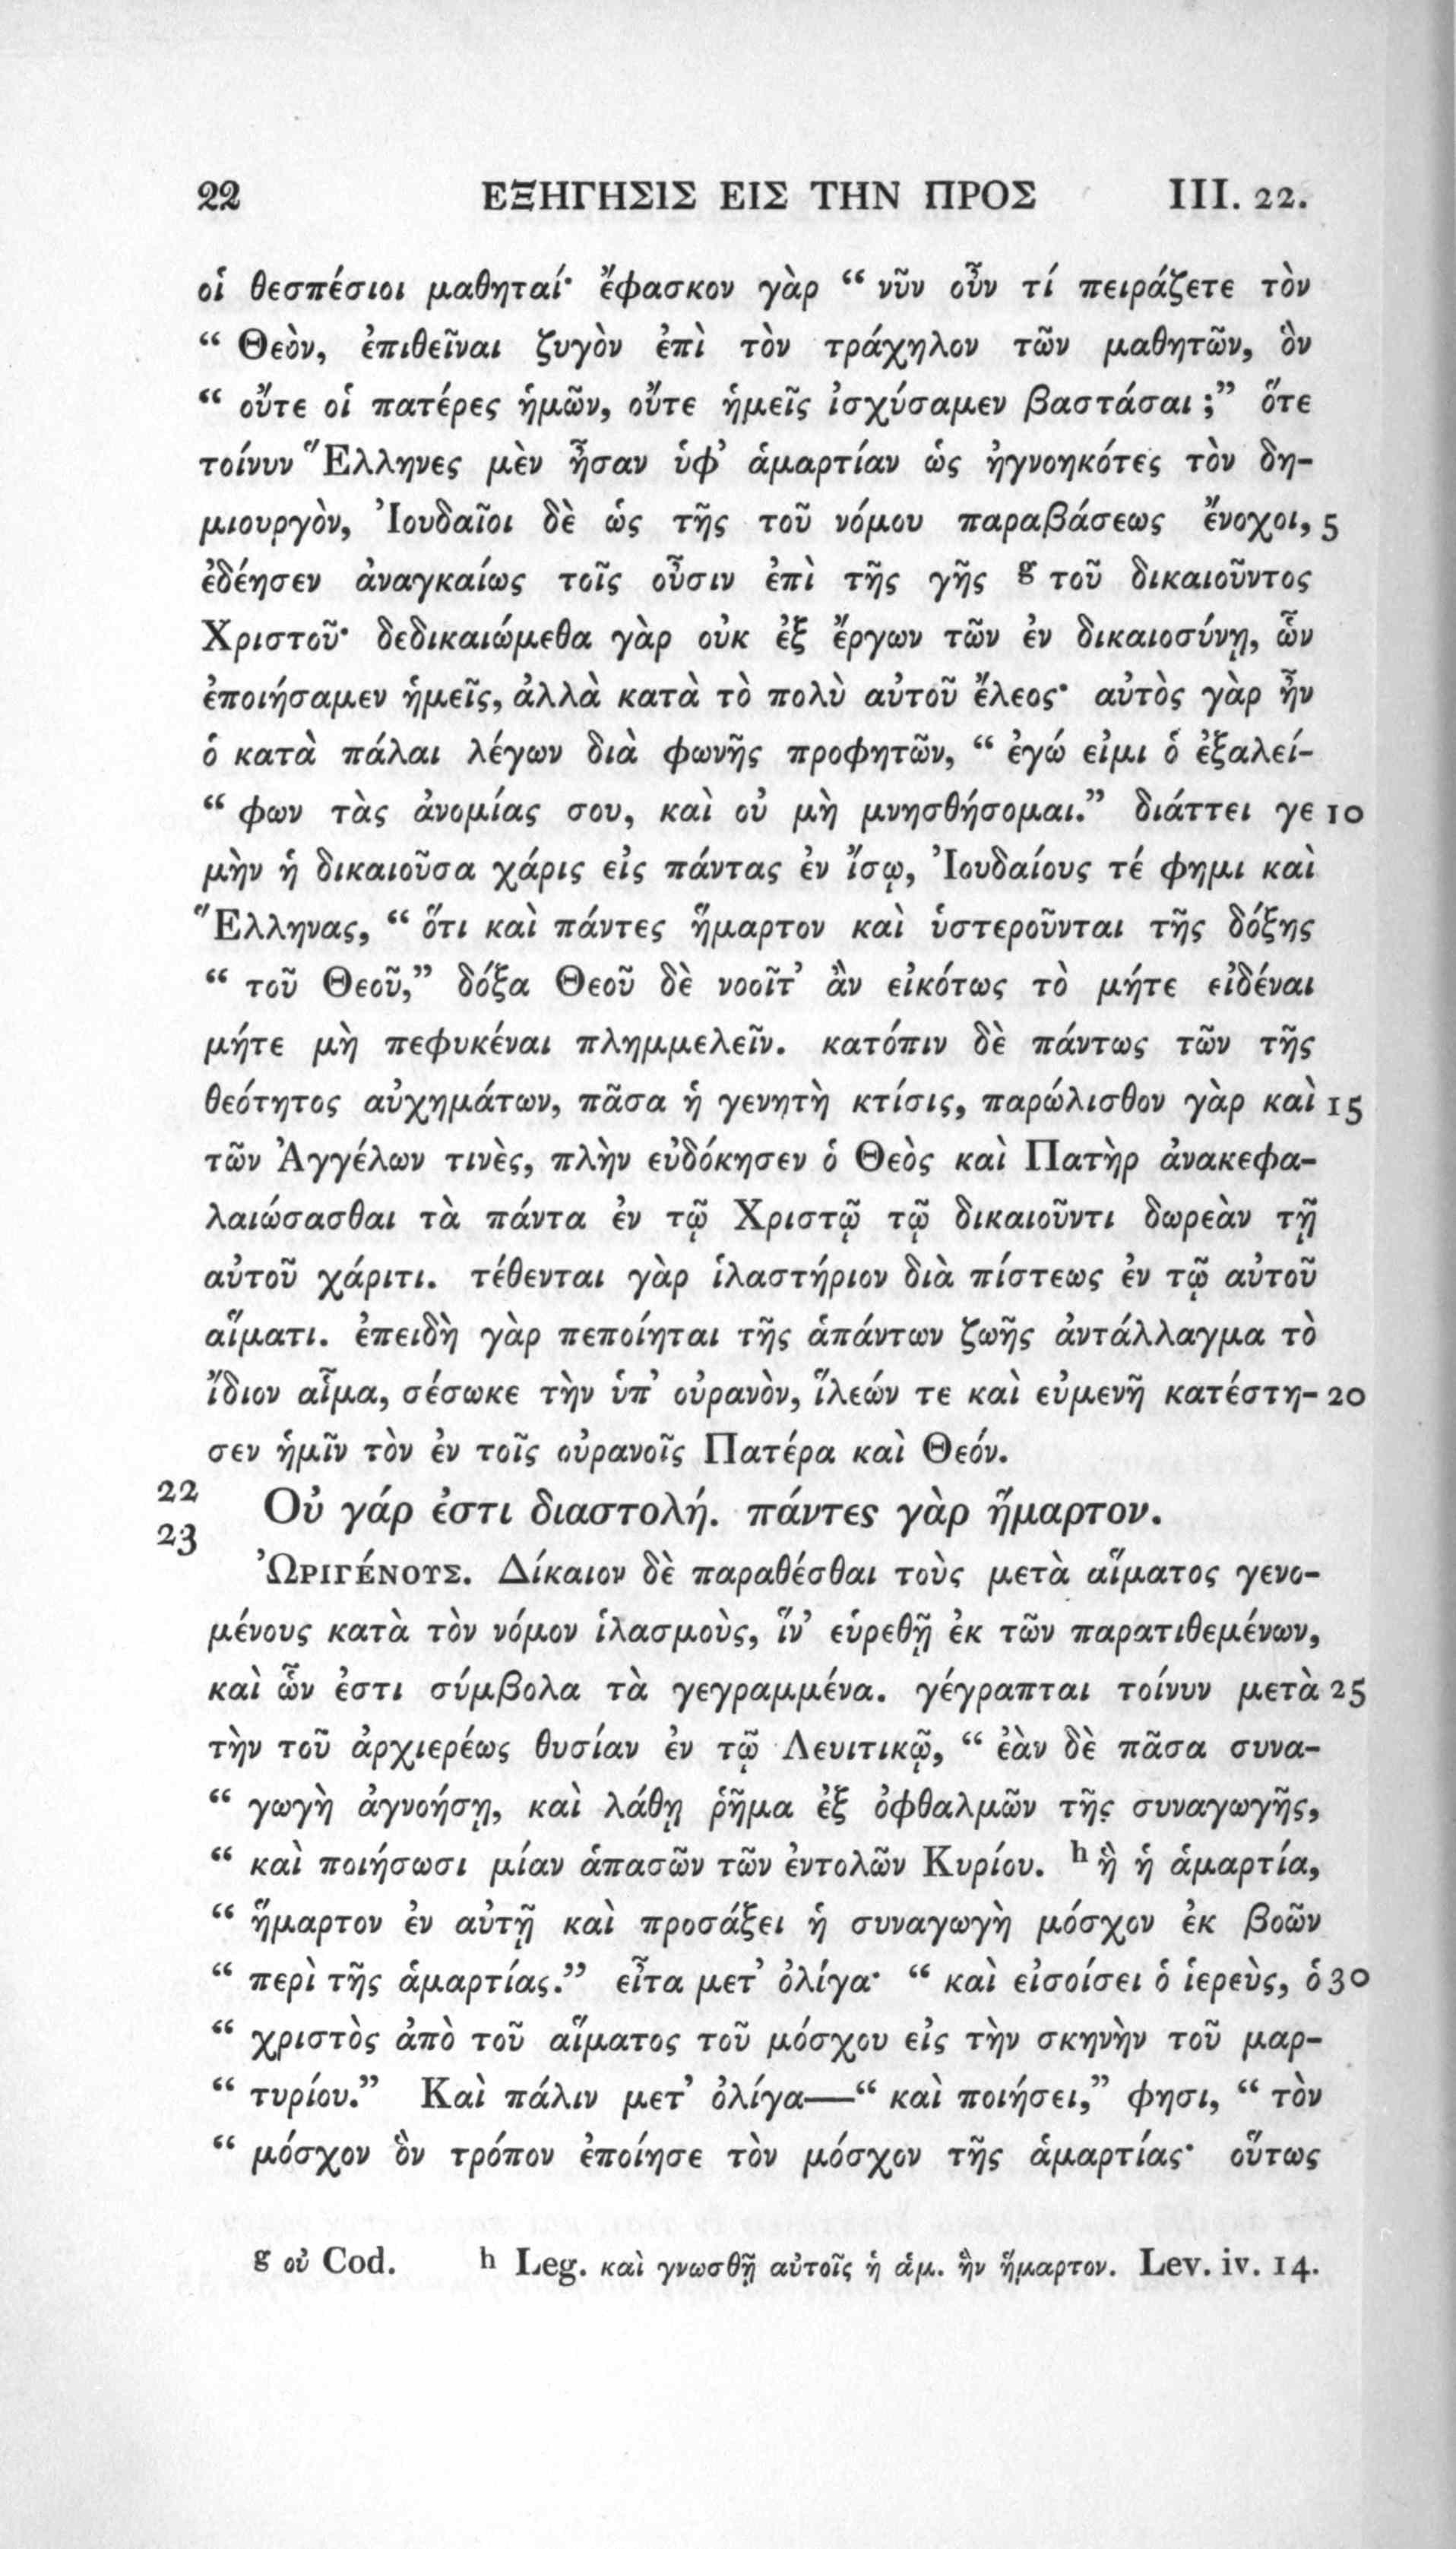 22 ΕΞΗΓΗΣΙΣ ΕΙΣ ΤΗΝ ΠΡΟΣ III. 22.
οἱ θεσπέσιοι μαθηταί· ἔφασκον γὰρ “ νῦν οὖν τί πειράζετε τὸν
“ Θεὸν, ἐπιθεῖναι ζυγὸν ἐπὶ τὸν τράχηλον τῶν μαθητῶν, ὃν
“ οὔτε οἱ πατέρες ἡμῶν, οὔτε ἡμεῖς ἰσχύσαμεν βαστάσαι ;” ὅτε
τοίνυν Ἕλληνες μὲν ἦσαν ὑφ’ ἁμαρτίαν ὡς ἠγνοηκότες τὸν δη-
μιουργὸν, Ἰουδαῖοι δὲ ὡς τῆς τοῦ νόμου παραβάσεως ἔνοχοι, 5
ἐδέησεν ἀναγκαίως τοῖς οὖσιν ἐπὶ τῆς γῆς g τοῦ δικαιοῦντος
Χριστοῦ· δεδικαιώμεθα γὰρ οὐκ ἐξ ἔργων τῶν ἐν δικαιοσύνῃ, ὧν
ἐποιήσαμεν ἡμεῖς, ἀλλὰ κατὰ τὸ πολὺ αὐτοῦ ἔλεος· αὐτὸς γὰρ ἦν
ὁ κατὰ πάλαι λέγων διὰ φωνῆς προφητῶν, “ ἐγώ εἰμι ὁ ἐξαλεί-
“ φων τὰς ἀνομίας σου, καὶ οὐ μὴ μνησθήσομαι.” διάττει γε 10
μὴν ἡ δικαιοῦσα χάρις εἰς πάντας ἐν ἴσῳ, Ἰουδαίους τέ φημι καὶ
Ἕλληνας, “ ὅτι καὶ πάντες ἥμαρτον καὶ ὑστεροῦνται τῆς δόξης
“ τοῦ Θεοῦ,” δόξα Θεοῦ δὲ νοοῖτ’ ἂν εἰκότως τὸ μήτε εἰδέναι
μήτε μὴ πεφυκέναι πλημμελεῖν. κατόπιν δὲ πάντως τῶν τῆς
θεότητος αὐχημάτων, πᾶσα ἡ γενητὴ κτίσις, παρώλισθον γὰρ καὶ 15
τῶν Ἀγγέλων τινὲς, πλὴν εὐδόκησεν ὁ Θεὸς καὶ Πατὴρ ἀνακεφα-
λαιώσασθαι τὰ πάντα ἐν τῷ Χριστῷ τῷ δικαιοῦντι δωρεὰν τῇ
αὐτοῦ χάριτι. τέθενται γὰρ ἱλαστήριον διὰ πίστεως ἐν τῷ αὐτοῦ
αἵματι. ἐπειδὴ γὰρ πεποίηται τῆς ἁπάντων ζωῆς ἀντάλλαγμα τὸ
ἴδιον αἷμα, σέσωκε τὴν ὑπ’ οὐρανὸν, ἵλεών τε καὶ εὐμενῆ κατέστη- 20
σεν ἡμῖν τὸν ἐν τοῖς οὐρανοῖς Πατέρα καὶ Θεόν.
22 Οὐ γάρ ἐστι διαστολή. πάντες γὰρ ἥμαρτον.
23
ὨΡΙΓΈΝΟΥΣ. Δίκαιον δὲ παραθέσθαι τοὺς μετὰ αἵματος γενο-
μένους κατὰ τὸν νόμον ἱλασμοὺς, ἵν’ εὑρεθῇ ἐκ τῶν παρατιθεμένων,
καὶ ὧν ἐστι σύμβολα τὰ γεγραμμένα. γέγραπται τοίνυν μετὰ 25
τὴν τοῦ ἀρχιερέως θυσίαν ἐν τῷ Λευιτικῷ, “ ἐὰν δὲ πᾶσα συνα-
“ γωγὴ ἀγνοήσῃ, καὶ λάθῃ ῥῆμα ἐξ ὀφθαλμῶν τῆς συναγωγῆς,
“ καὶ ποιήσωσι μίαν ἁπασῶν τῶν ἐντολῶν Κυρίου. h ἣ ἡ ἁμαρτία,
“ ἥμαρτον ἐν αὐτῇ καὶ προσάξει ἡ συναγωγὴ μόσχον ἐκ βοῶν
“ περὶ τῆς ἁμαρτίας.” εἶτα μετ’ ὀλίγα· “ καὶ εἰσοίσει ὁ ἱερεὺς, ὁ 30
“ χριστὸς ἀπὸ τοῦ αἵματος τοῦ μόσχου εἰς τὴν σκηνὴν τοῦ μαρ-
“ τυρίου.” Καὶ πάλιν μετ’ ὀλίγα—“ καὶ ποιήσει,” φησι, “ τὸν
“ μόσχον ὃν τρόπον ἐποίησε τὸν μόσχον τῆς ἁμαρτίας· οὕτως
g οὐ Cod. h Leg. καὶ γνωσθῇ αὐτοῖς ἡ ἁμ. ἣν ἥμαρτον. Lev. iv. 14.